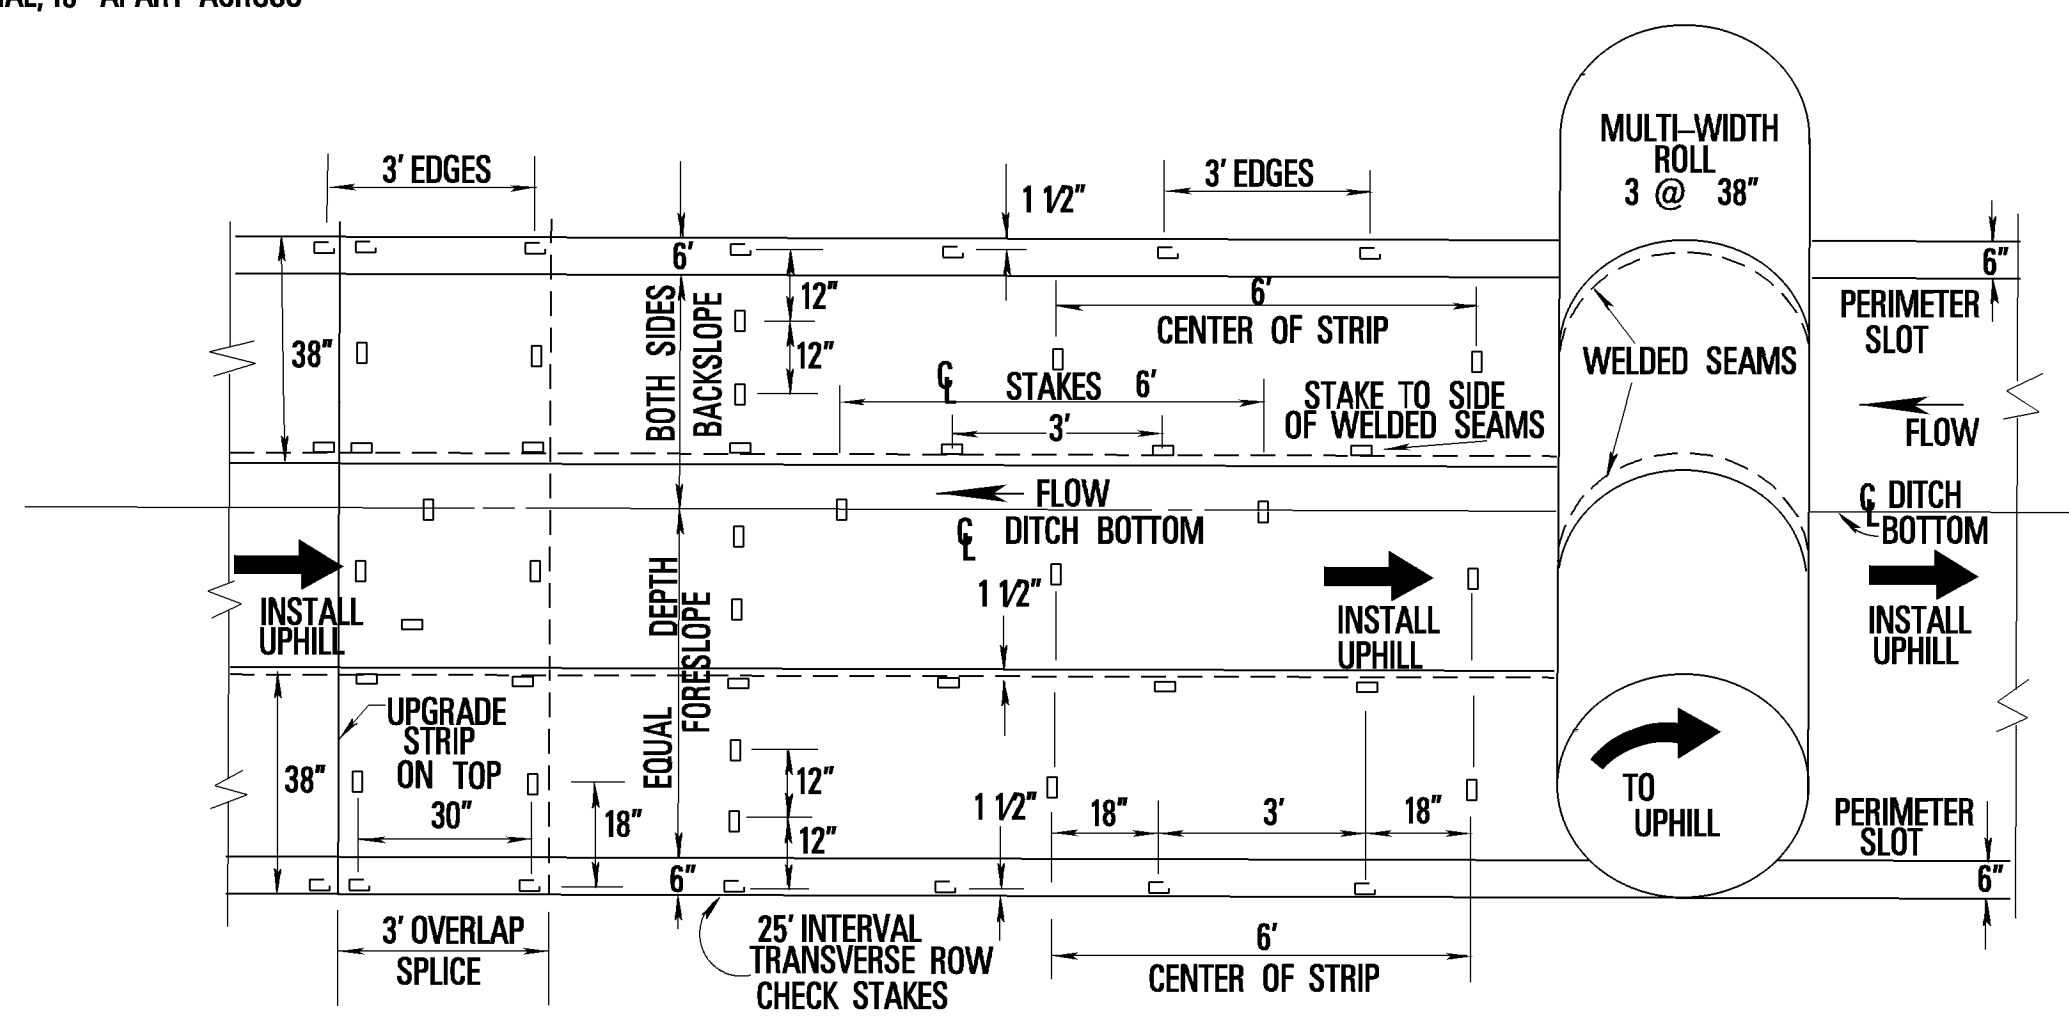 18" APART ACROSS
MULTI–WIDTH
ROLL
3 @ 38"
3' EDGES
3' EDGES
1 1/2"
6'
6"
12"
12"
38"
BOTH SIDES
BACKSLOPE
6'
CENTER OF STRIP
PERIMETER
SLOT
WELDED SEAMS
℄ STAKES 6'
3'
STAKE TO SIDE
OF WELDED SEAMS
FLOW
FLOW
℄ DITCH BOTTOM
℄ DITCH
BOTTOM
INSTALL
UPHILL
1 1/2"
INSTALL
UPHILL
INSTALL
UPHILL
EQUAL DEPTH
FORESLOPE
UPGRADE
STRIP
ON TOP
38"
30"
18"
12"
12"
1 1/2"
18"
3'
18"
TO
UPHILL
PERIMETER
SLOT
6"
6"
3' OVERLAP
SPLICE
25' INTERVAL
TRANSVERSE ROW
CHECK STAKES
6'
CENTER OF STRIP